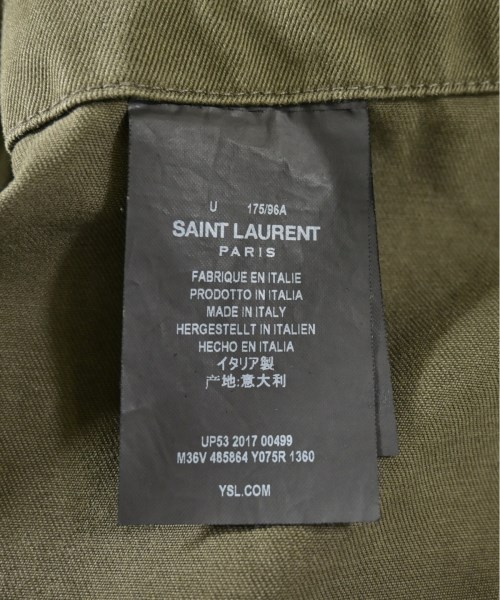 U 175/96A
SAINT LAURENT
PARIS
FABRIQUE EN ITALIE
PRODOTTO IN ITALIA
MADE IN ITALY
HERGESTELLT IN ITALIEN
HECHO EN ITALIA
イタリア製
产地:意大利
UP53 2017 00499
M36V 485864 Y075R 1360
YSL.COM